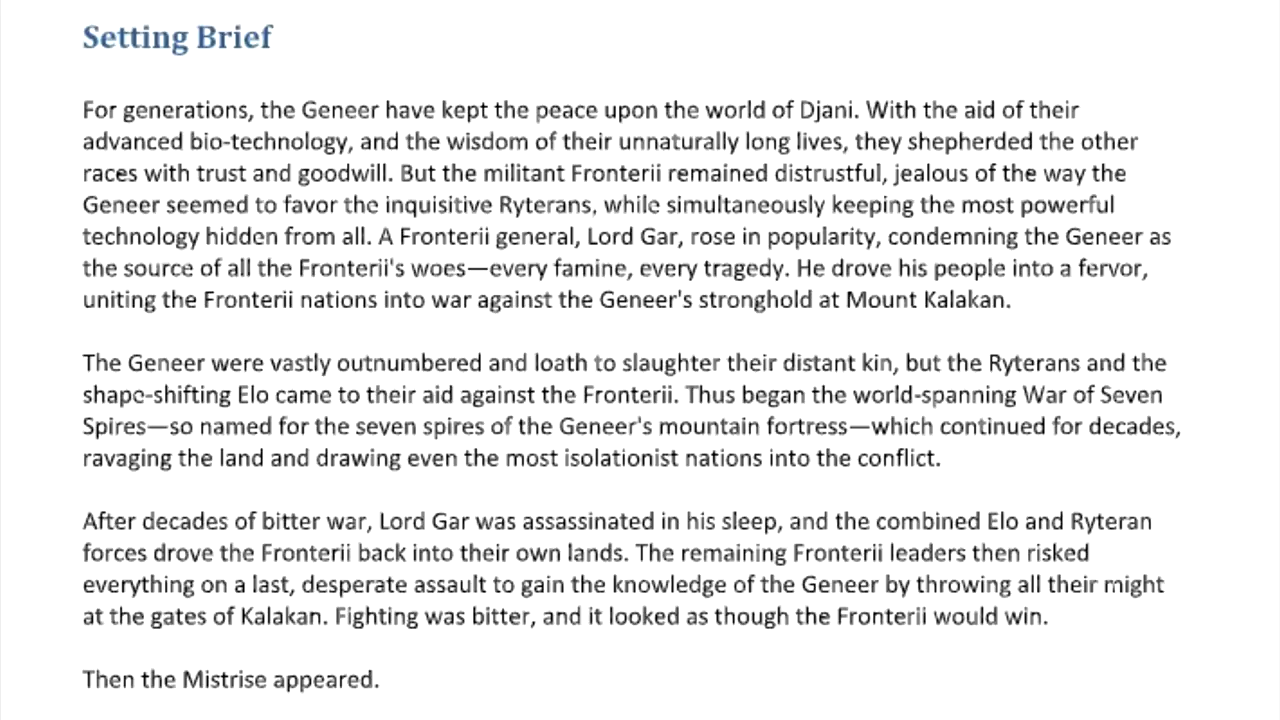 Setting Brief
For generations, the Geneer have kept the peace upon the world of Djani. With the aid of their
advanced bio-technology, and the wisdom of their unnaturally long lives, they shepherded the other
races with trust and goodwill. But the militant Fronterii remained distrustful, jealous of the way the
Geneer seemed to favor the inquisitive Ryterans, while simultaneously keeping the most powerful
technology hidden from all. A Fronterii general, Lord Gar, rose in popularity, condemning the Geneer as
the source of all the Fronterii's woes—every famine, every tragedy. He drove his people into a fervor,
uniting the Fronterii nations into war against the Geneer's stronghold at Mount Kalakan.
The Geneer were vastly outnumbered and loath to slaughter their distant kin, but the Ryterans and the
shape-shifting Elo came to their aid against the Fronterii. Thus began the world-spanning War of Seven
Spires—so named for the seven spires of the Geneer's mountain fortress—which continued for decades,
ravaging the land and drawing even the most isolationist nations into the conflict.
After decades of bitter war, Lord Gar was assassinated in his sleep, and the combined Elo and Ryteran
forces drove the Fronterii back into their own lands. The remaining Fronterii leaders then risked
everything on a last, desperate assault to gain the knowledge of the Geneer by throwing all their might
at the gates of Kalakan. Fighting was bitter, and it looked as though the Fronterii would win.
Then the Mistrise appeared.